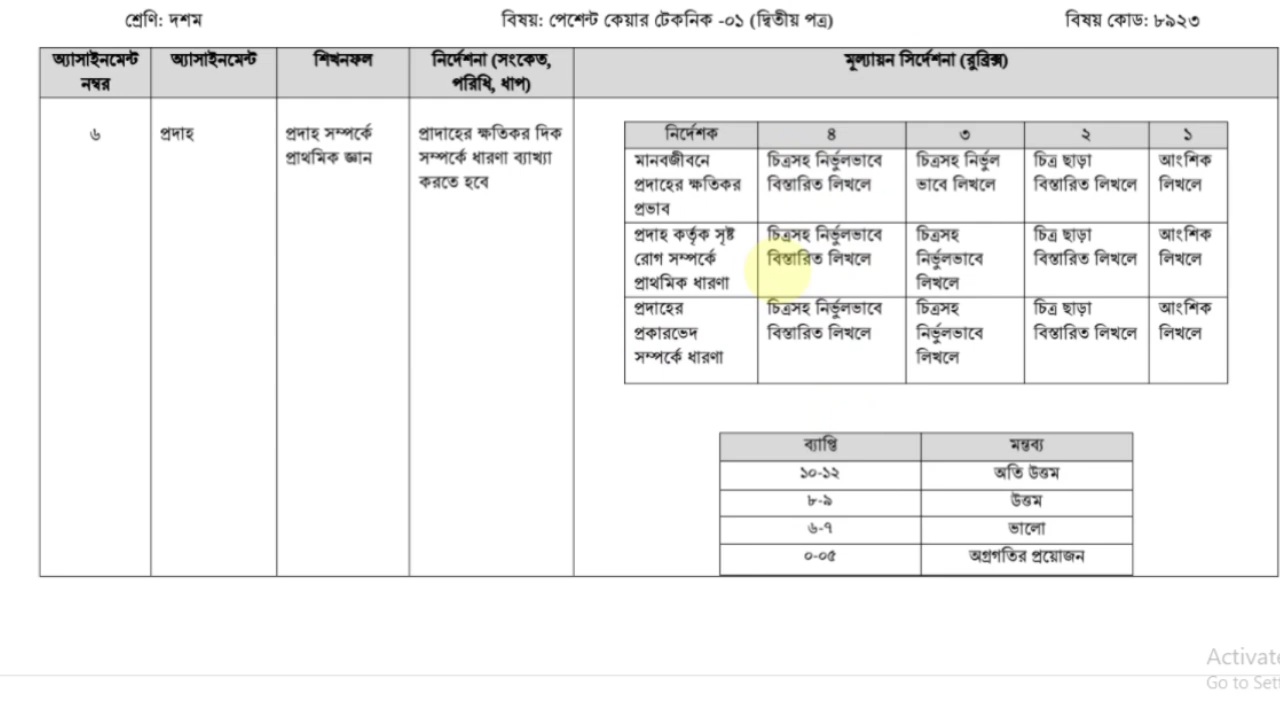 শ্রেণি: দশম বিষয়: পেশেন্ট কেয়ার টেকনিক -০১ (দ্বিতীয় পত্র) বিষয় কোড: ৮৯২৩
অ্যাসাইনমেন্ট নম্বর
অ্যাসাইনমেন্ট
শিখনফল
নির্দেশনা (সংকেত, পরিধি, ধাপ)
মূল্যায়ন নির্দেশনা (রুব্রিক্স)
৬
প্রদাহ
প্রদাহ সম্পর্কে
প্রাথমিক জ্ঞান
প্রাদাহের ক্ষতিকর দিক
সম্পর্কে ধারণা ব্যাখ্যা
করতে হবে
নির্দেশক ৪ ৩ ২ ১
মানবজীবনে
প্রদাহের ক্ষতিকর
প্রভাব
চিত্রসহ নির্ভুলভাবে
বিস্তারিত লিখলে
চিত্রসহ নির্ভুল
ভাবে লিখলে
চিত্র ছাড়া
বিস্তারিত লিখলে
আংশিক
লিখলে
প্রদাহ কর্তৃক সৃষ্ট
রোগ সম্পর্কে
প্রাথমিক ধারণা
চিত্রসহ নির্ভুলভাবে
বিস্তারিত লিখলে
চিত্রসহ
নির্ভুলভাবে
লিখলে
চিত্র ছাড়া
বিস্তারিত লিখলে
আংশিক
লিখলে
প্রদাহের
প্রকারভেদ
সম্পর্কে ধারণা
চিত্রসহ নির্ভুলভাবে
বিস্তারিত লিখলে
চিত্রসহ
নির্ভুলভাবে
লিখলে
চিত্র ছাড়া
বিস্তারিত লিখলে
আংশিক
লিখলে
ব্যাপ্তি মন্তব্য
১০-১২ অতি উত্তম
৮-৯ উত্তম
৬-৭ ভালো
০-০৫ অগ্রগতির প্রয়োজন
Activate
Go to Sett